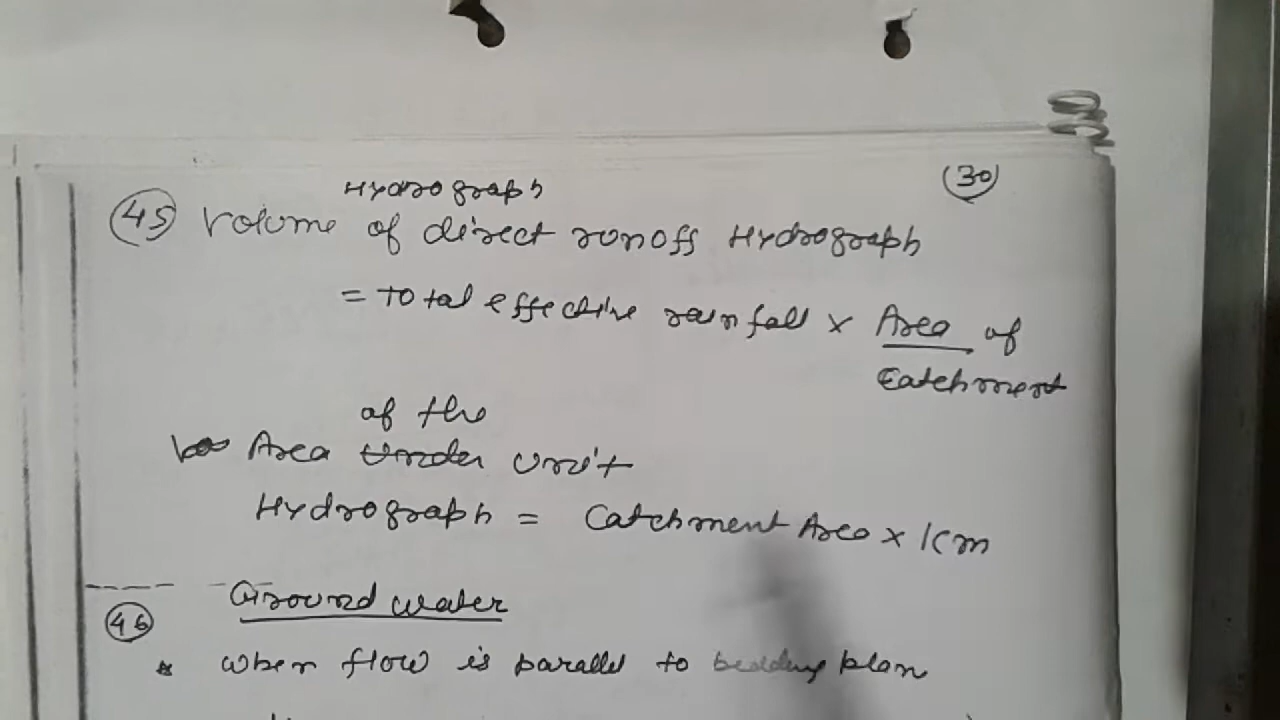 (30)
Hydrograph
(45) Volume of direct runoff Hydrograph
= Total effective rainfall × Area of
Catchment
of the
Area Under Unit
Hydrograph = Catchment Area × 1cm
(46) Ground water
* when flow is parallel to bedding plan